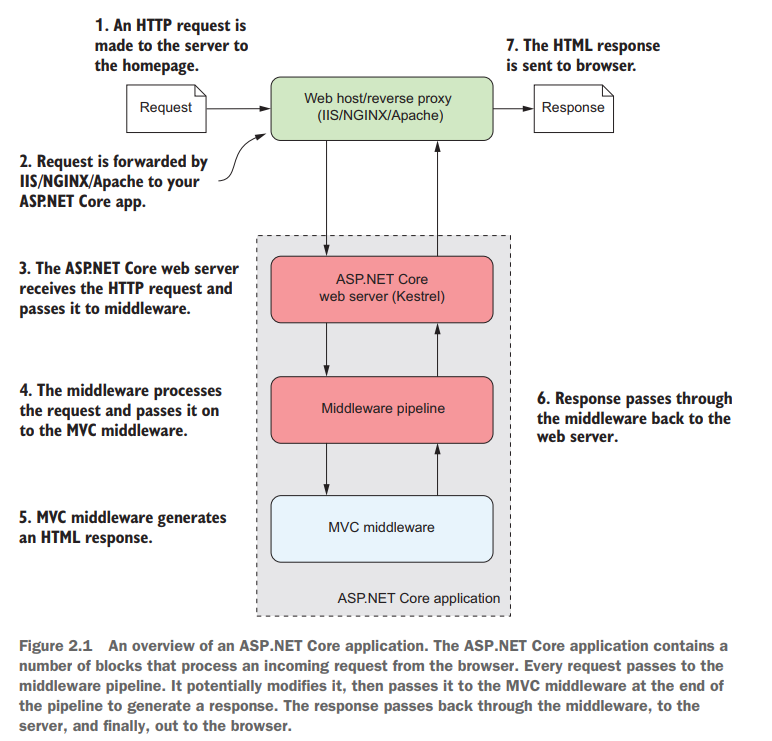 1. An HTTP request is
made to the server to
the homepage.
7. The HTML response
is sent to browser.
Request
Web host/reverse proxy
(IIS/NGINX/Apache)
Response
2. Request is forwarded by
IIS/NGINX/Apache to your
ASP.NET Core app.
3. The ASP.NET Core web server
receives the HTTP request and
passes it to middleware.
ASP.NET Core
web server (Kestrel)
4. The middleware processes
the request and passes it on
to the MVC middleware.
Middleware pipeline
6. Response passes through
the middleware back to the
web server.
5. MVC middleware generates
an HTML response.
MVC middleware
ASP.NET Core application
Figure 2.1 An overview of an ASP.NET Core application. The ASP.NET Core application contains a
number of blocks that process an incoming request from the browser. Every request passes to the
middleware pipeline. It potentially modifies it, then passes it to the MVC middleware at the end of
the pipeline to generate a response. The response passes back through the middleware, to the
server, and finally, out to the browser.